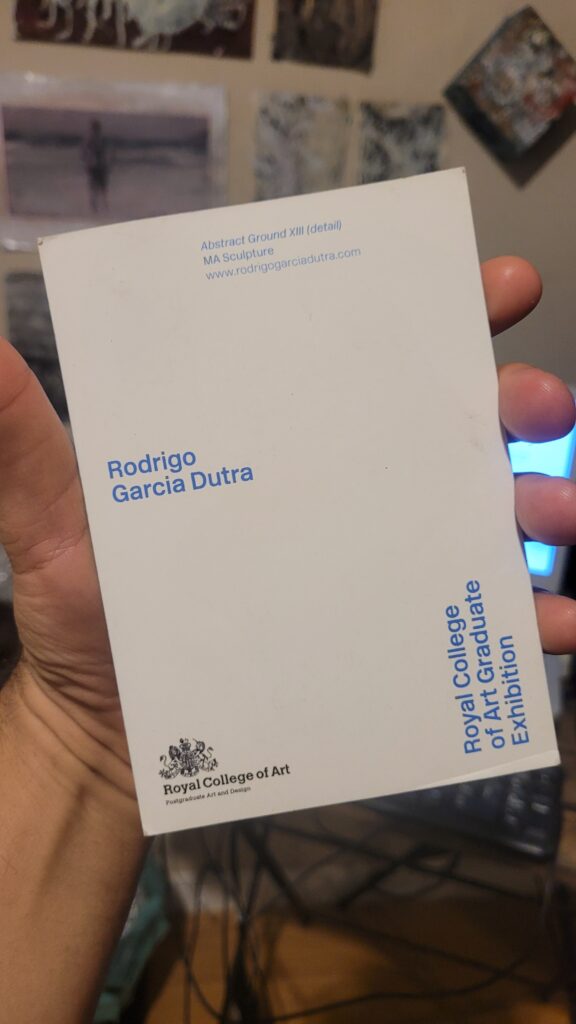 Abstract Ground XIII (detail)
MA Sculpture
www.rodrigogarciadutra.com
Rodrigo
Garcia Dutra
Royal College
of Art Graduate
Exhibition
Royal College of Art
Postgraduate Art and Design